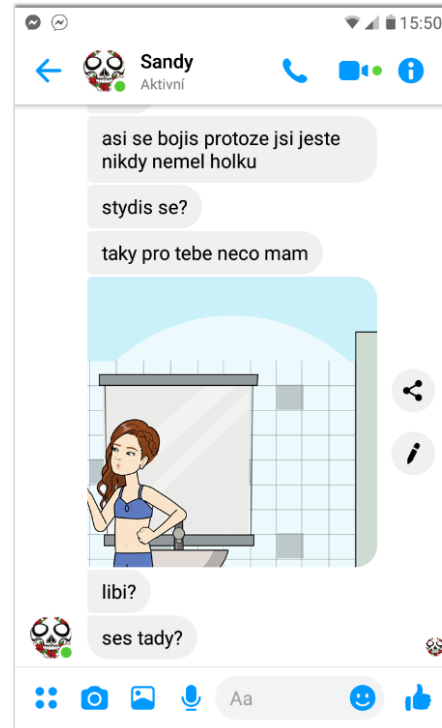 15:50
Sandy
Aktivní
asi se bojis protoze jsi jeste
nikdy nemel holku
stydis se?
taky pro tebe neco mam
libi?
ses tady?
Aa